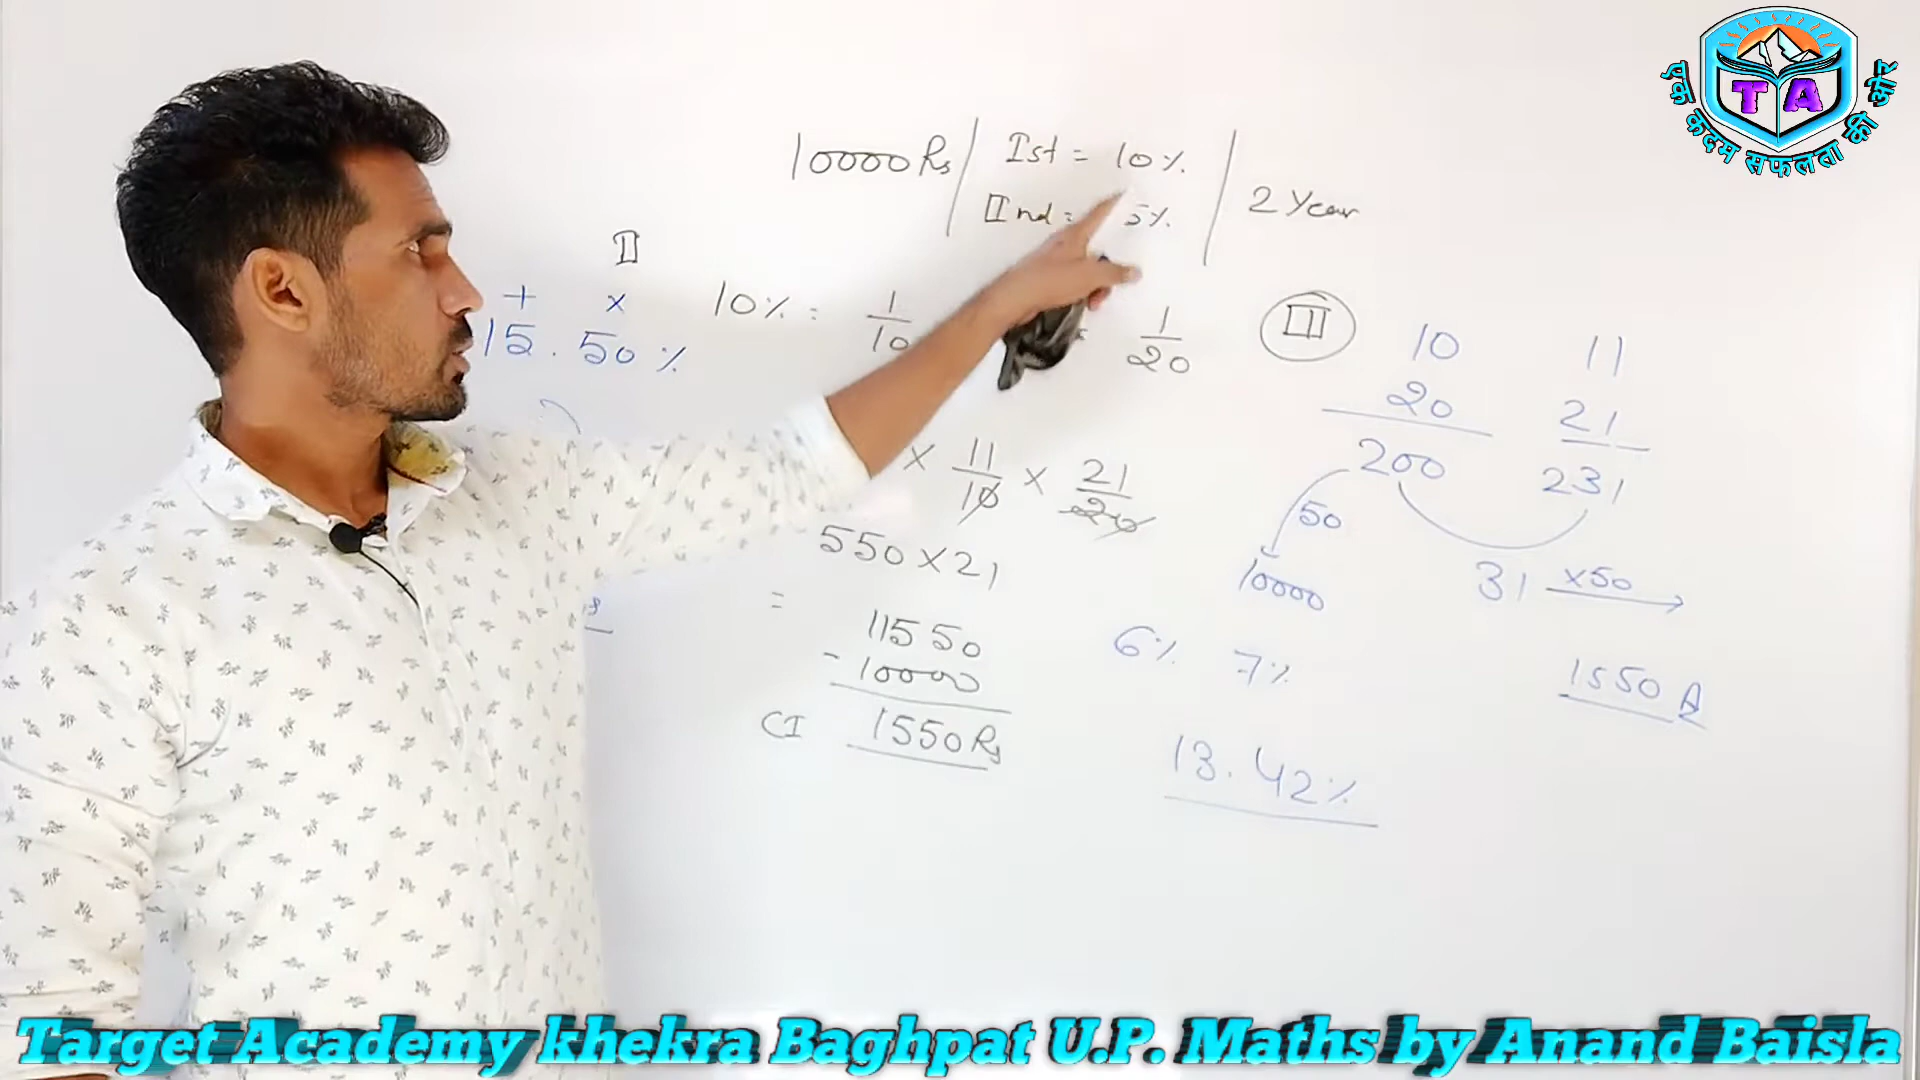 10000 Rs | Ist = 10% | 2 Year
IInd = 5%
II
+ ×
15.50%
10% = 1/10 = 1/20
× 11/10 × 21/20
550×21
=
11550
- 10000
CI 1550 Rs
III
10 11
20 21
200 231
50
10000
31 ×50
1550 Rs
6% 7%
13.42%
एक कदम सफलता की ओर
TA
Target Academy khekra Baghpat U.P. Maths by Anand Baisla